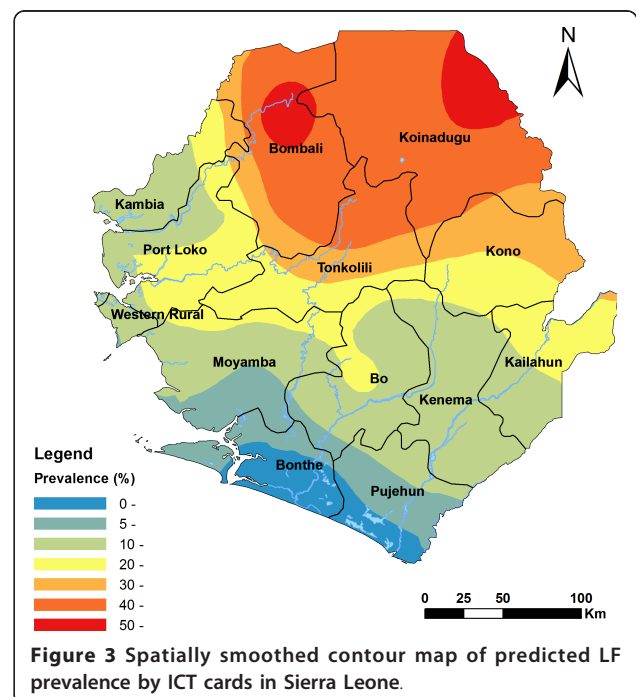 N
Bombali
Koinadugu
Kambia
Port Loko
Kono
Tonkolili
Western Rural
Moyamba
Bo
Kailahun
Kenema
Bonthe
Pujehun
Legend
Prevalence (%)
0 -
5 -
10 -
20 -
30 -
40 -
50 -
0 25 50 100
Km
Figure 3 Spatially smoothed contour map of predicted LF
prevalence by ICT cards in Sierra Leone.